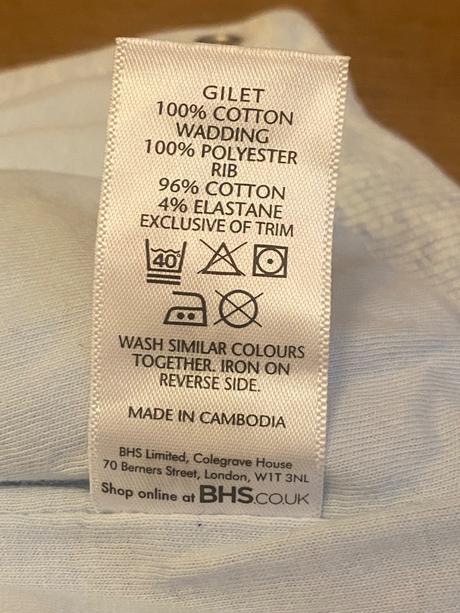 GILET
100% COTTON
WADDING
100% POLYESTER
RIB
96% COTTON
4% ELASTANE
EXCLUSIVE OF TRIM
40°
WASH SIMILAR COLOURS
TOGETHER. IRON ON
REVERSE SIDE.
MADE IN CAMBODIA
BHS Limited, Colegrave House
70 Berners Street, London, W1T 3NL
Shop online at BHS.CO.UK